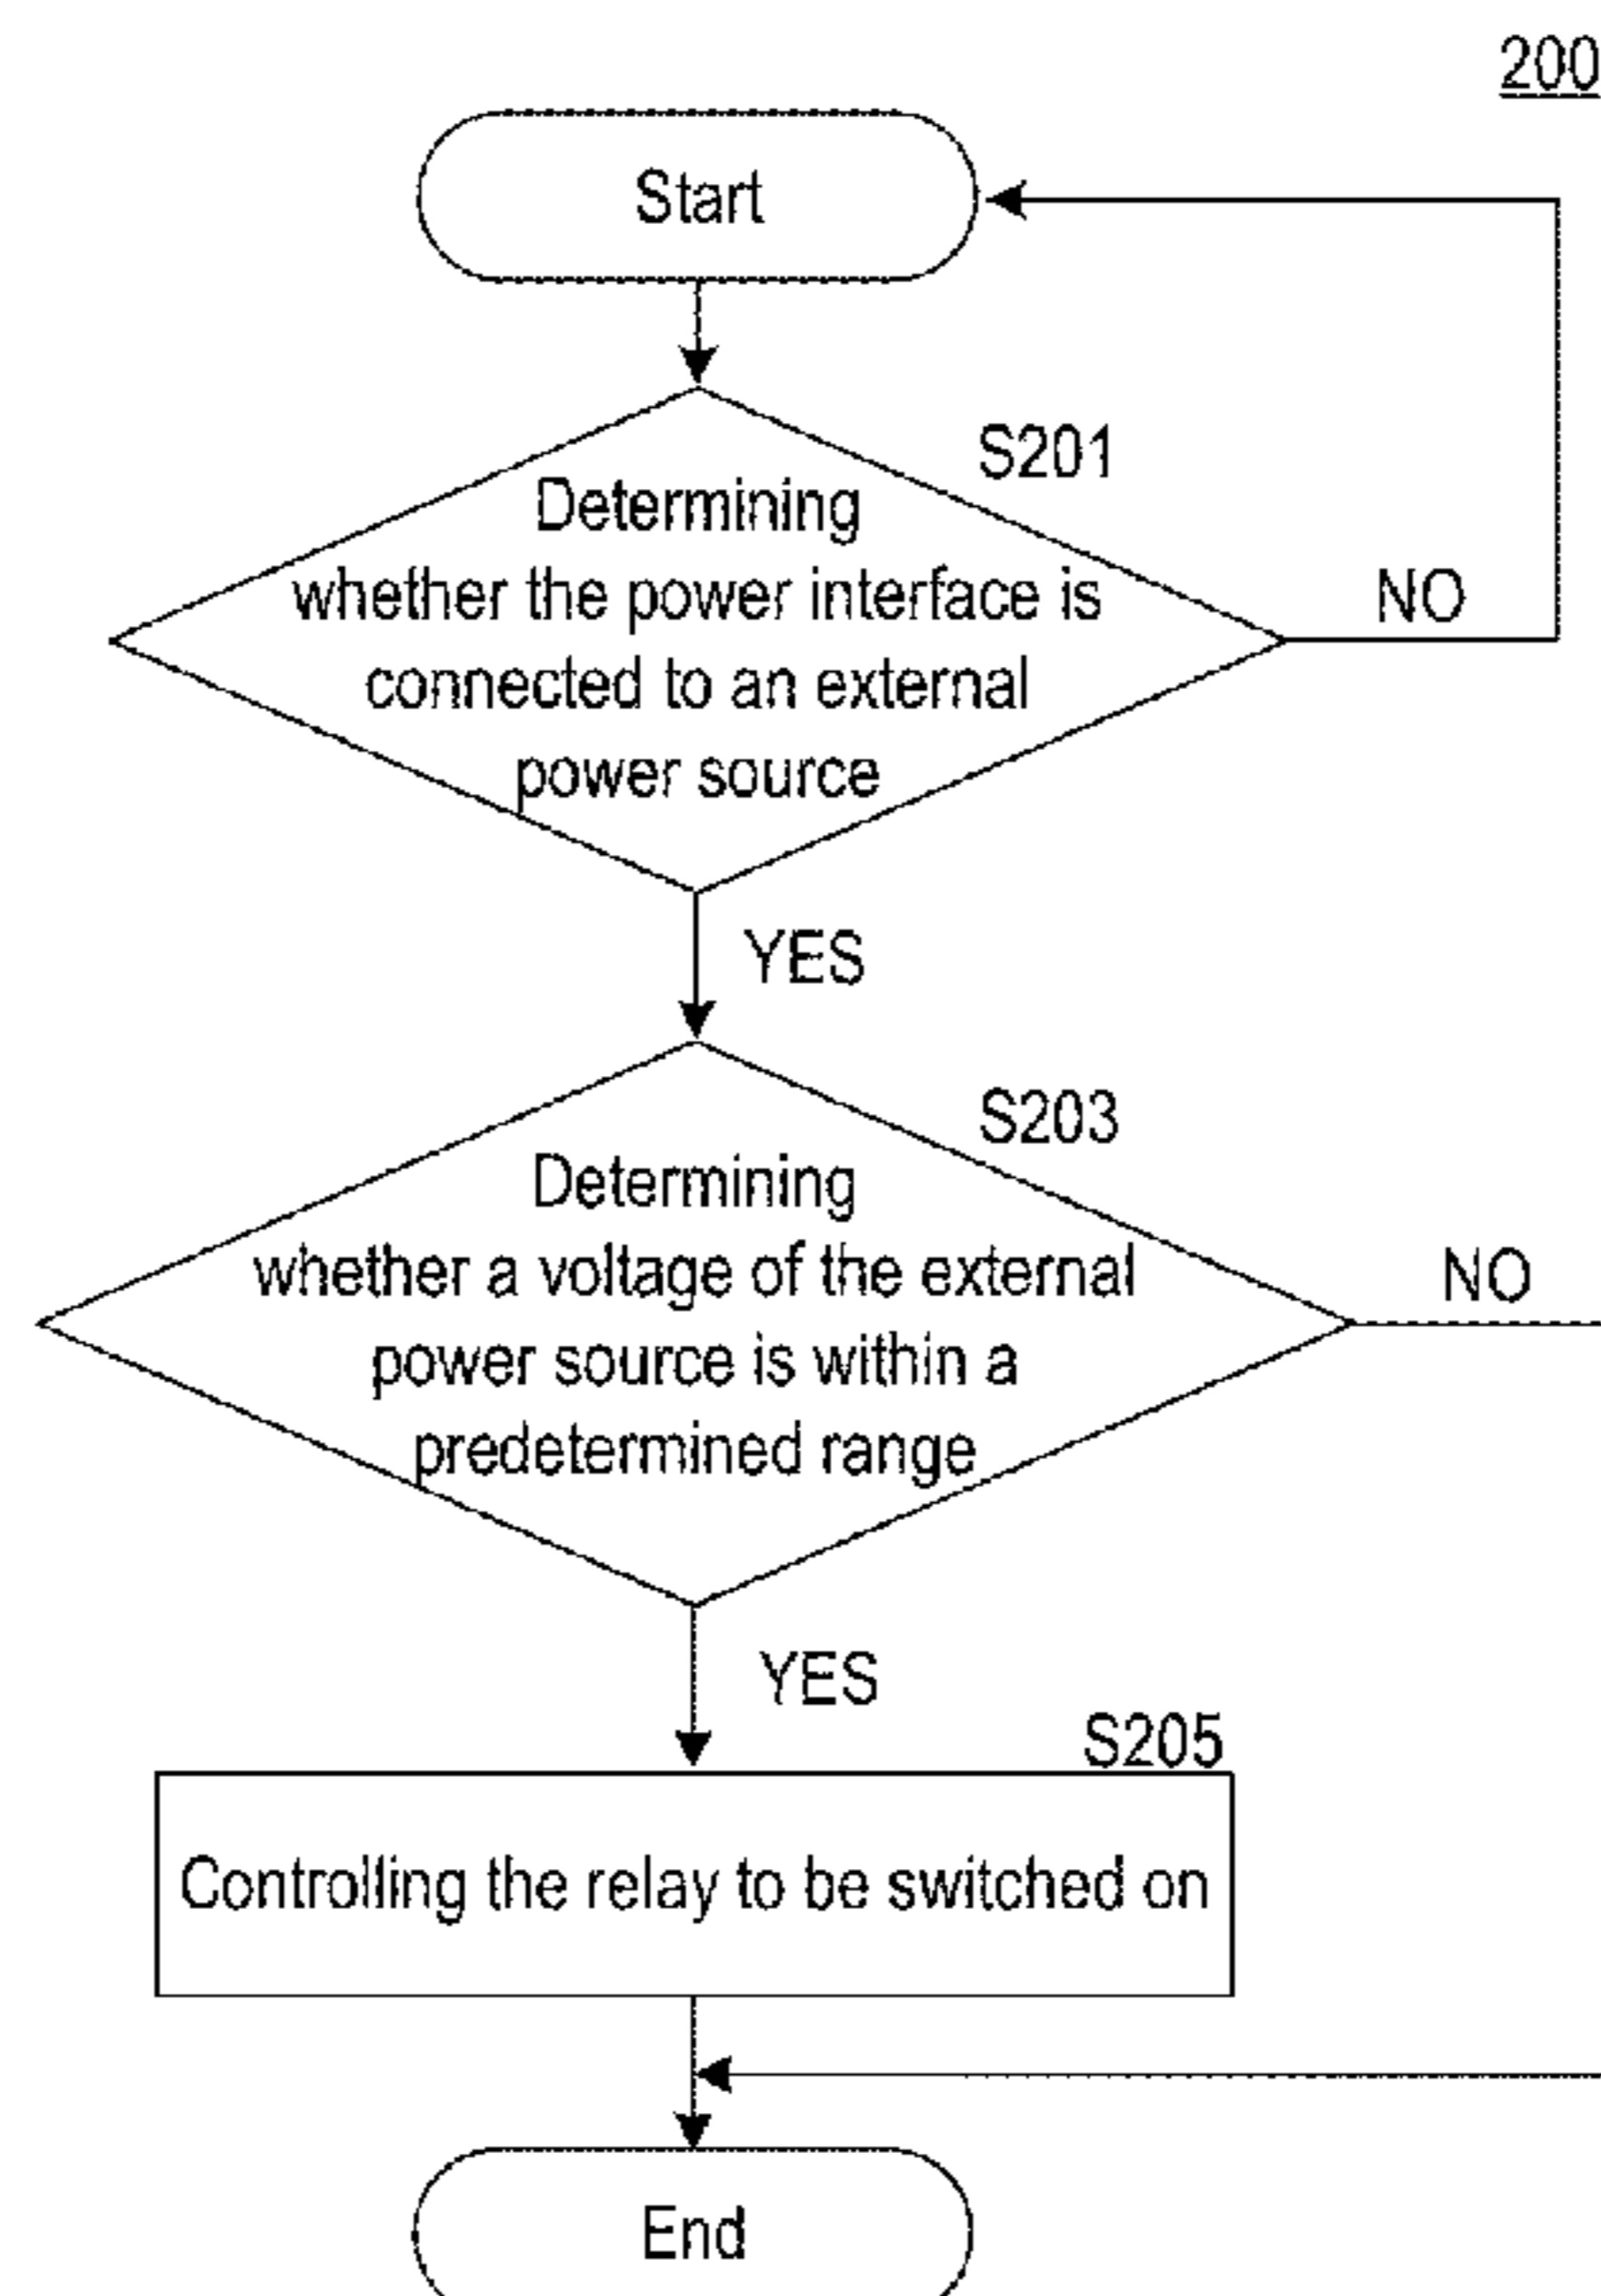 200
Start
S201
Determining
whether the power interface is
connected to an external
power source
NO
YES
S203
Determining
whether a voltage of the external
power source is within a
predetermined range
NO
YES
S205
Controlling the relay to be switched on
End